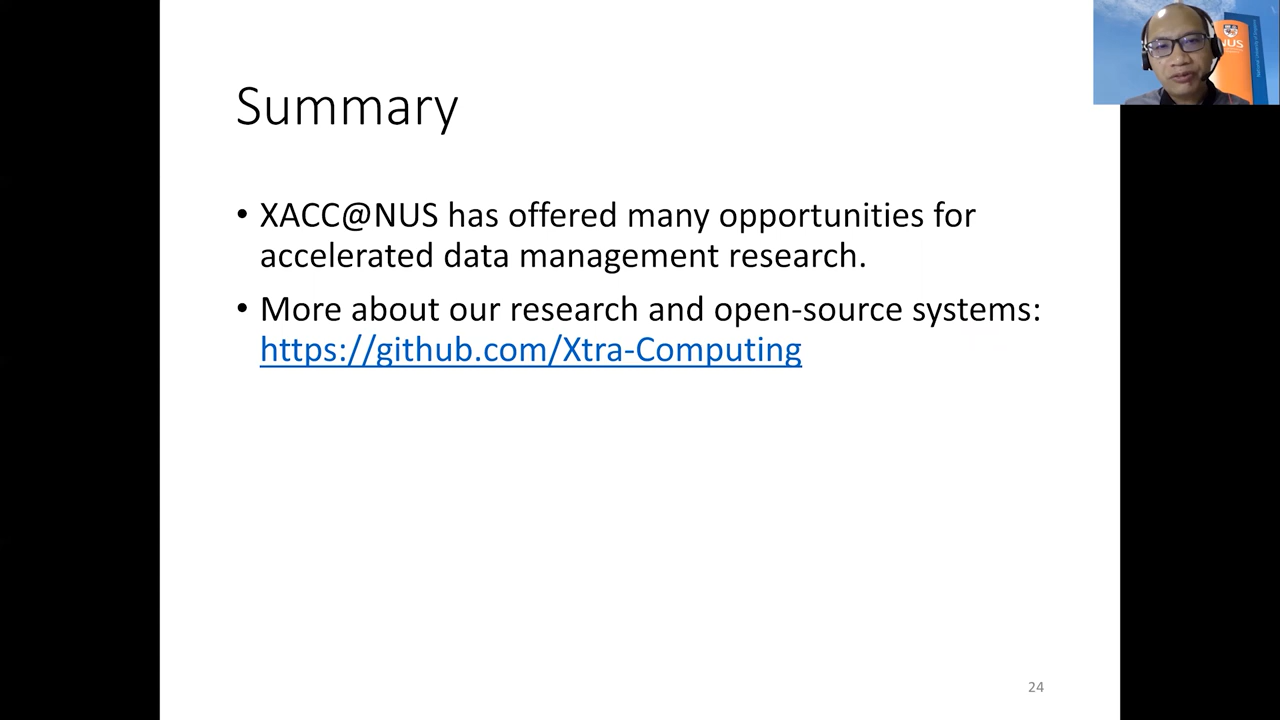 Summary
• XACC@NUS has offered many opportunities for
accelerated data management research.
• More about our research and open-source systems:
https://github.com/Xtra-Computing
24
NUS